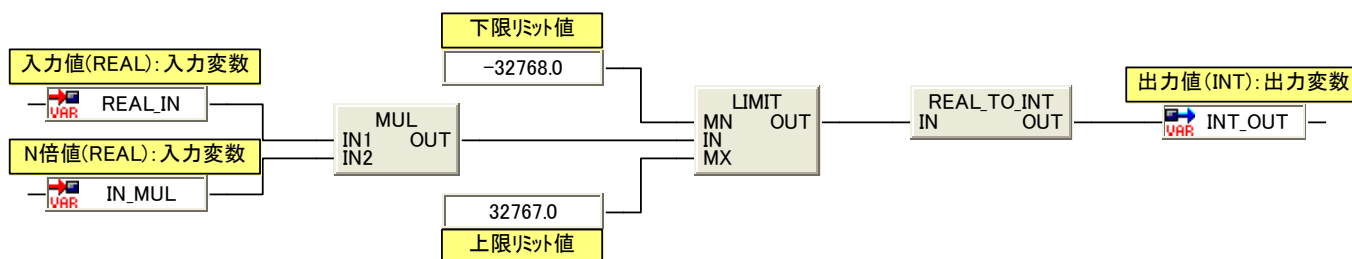 下限リミット値
-32768.0
入力値(REAL):入力変数
VAR REAL_IN
N倍値(REAL):入力変数
VAR IN_MUL
MUL
IN1 OUT
IN2
LIMIT
MN OUT
IN
MX
32767.0
上限リミット値
REAL_TO_INT
IN OUT
出力値(INT):出力変数
VAR INT_OUT